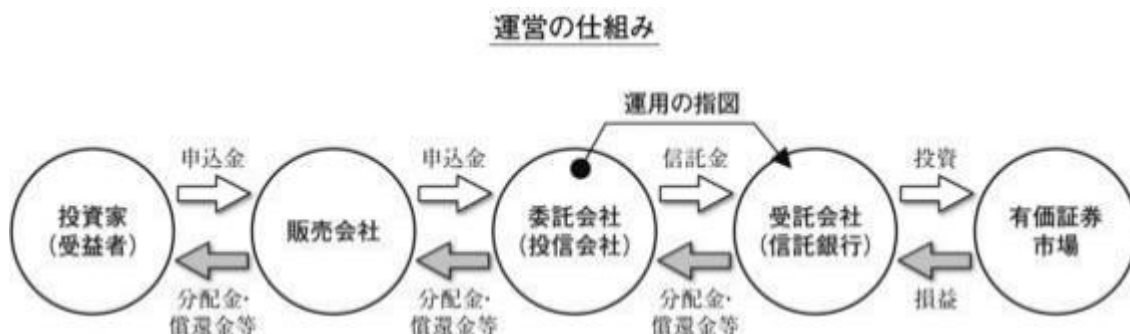 運営の仕組み
運用の指図
申込金
申込金
信託金
投資
投資家
(受益者)
販売会社
委託会社
(投信会社)
受託会社
(信託銀行)
有価証券
市場
分配金・
償還金等
分配金・
償還金等
分配金・
償還金等
損益